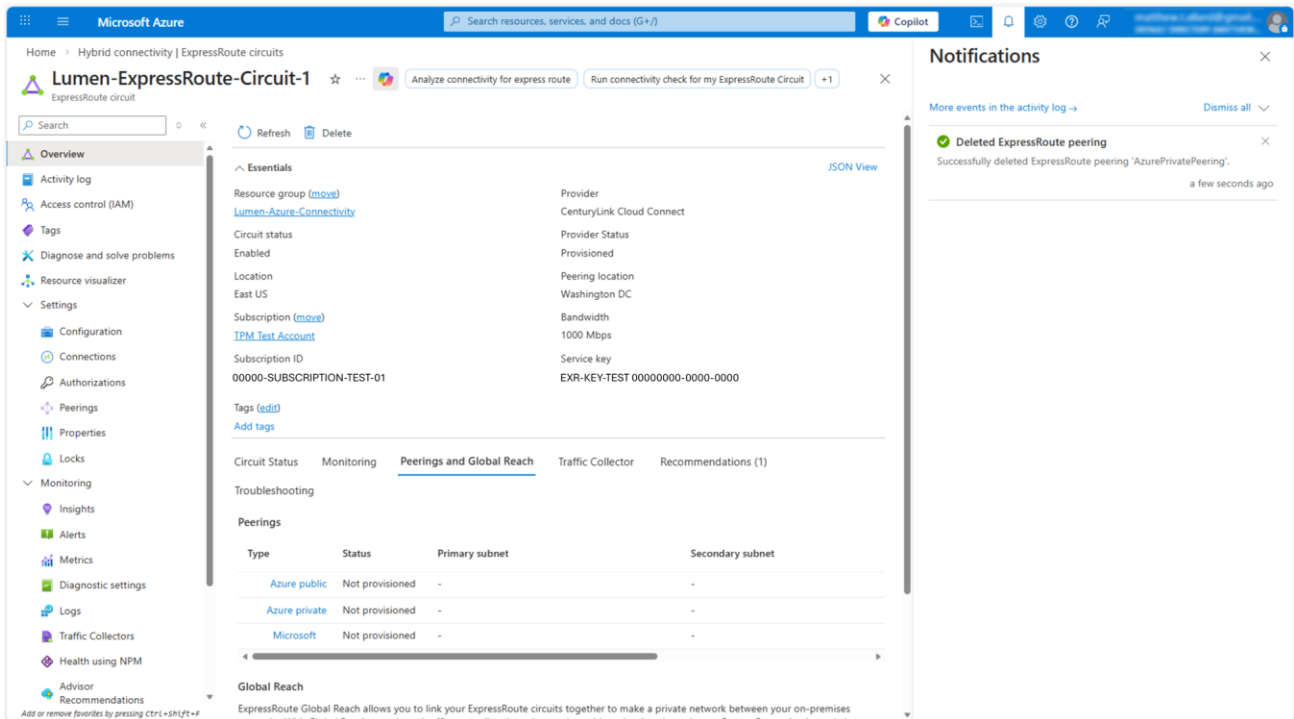 Microsoft Azure
Search resources, services, and docs (G+/)
Copilot
Home > Hybrid connectivity | ExpressRoute circuits
Lumen-ExpressRoute-Circuit-1
ExpressRoute circuit
Analyze connectivity for express route
Run connectivity check for my ExpressRoute Circuit
+1
Search
Overview
Activity log
Access control (IAM)
Tags
Diagnose and solve problems
Resource visualizer
Settings
Configuration
Connections
Authorizations
Peerings
Properties
Locks
Monitoring
Insights
Alerts
Metrics
Diagnostic settings
Logs
Traffic Collectors
Health using NPM
Advisor
Recommendations
Add or remove favorites by pressing Ctrl+Shift+F
Refresh Delete
Essentials
JSON View
Resource group (move)
Lumen-Azure-Connectivity
Circuit status
Enabled
Location
East US
Subscription (move)
TPM Test Account
Subscription ID
00000-SUBSCRIPTION-TEST-01
Provider
CenturyLink Cloud Connect
Provider Status
Provisioned
Peering location
Washington DC
Bandwidth
1000 Mbps
Service key
EXR-KEY-TEST 00000000-0000-0000
Tags (edit)
Add tags
Circuit Status Monitoring Peerings and Global Reach Traffic Collector Recommendations (1)
Troubleshooting
Peerings
Type Status Primary subnet Secondary subnet
Azure public Not provisioned - -
Azure private Not provisioned - -
Microsoft Not provisioned - -
Global Reach
ExpressRoute Global Reach allows you to link your ExpressRoute circuits together to make a private network between your on-premises
Notifications
More events in the activity log →
Dismiss all
Deleted ExpressRoute peering
Successfully deleted ExpressRoute peering 'AzurePrivatePeering'.
a few seconds ago